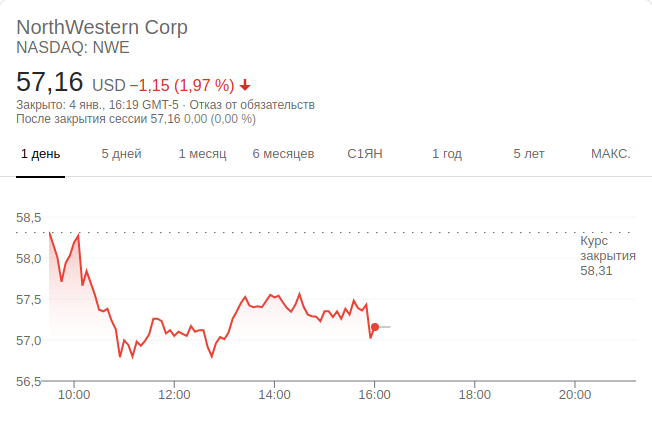 NorthWestern Corp
NASDAQ: NWE
57,16 USD −1,15 (1,97 %)
Закрыто: 4 янв., 16:19 GMT-5 · Отказ от обязательств
После закрытия сессии 57,16 0,00 (0,00 %)
1 день 5 дней 1 месяц 6 месяцев С1ЯН 1 год 5 лет МАКС.
58,5
Курс
закрытия
58,31
58,0
57,5
57,0
56,5
10:00 12:00 14:00 16:00 18:00 20:00